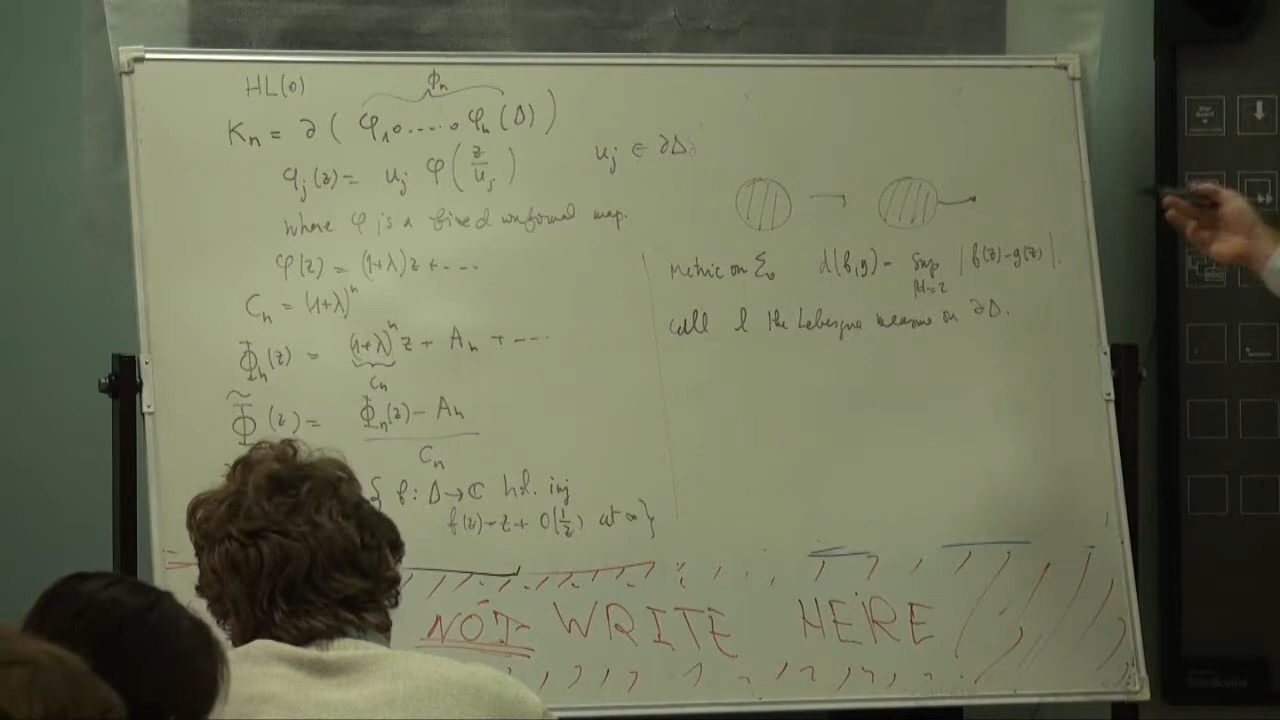 HL(0)
Φn
Kn = ∂ ( φ1 ∘ ..... ∘ φn (Δ) )
φj(z) = uj φ(z/uj)
uj ∈ ∂Δ
where φ is a fixed conformal map.
φ(z) = (1+λ)z + ...
Cn = (1+λ)^n
Φn(z) = (1+λ)^n z + An + ...
Cn
Φ̃ (z) = Φn(z) - An / Cn
{ f : Δ → ℂ hol. inj
f(z) = z + O(1/z) at ∞ }
Metric on Σ0 d(f,g) = sup |f(z) - g(z)|.
|z|=2
call l the Lebesgue measure on ∂Δ.
NOT WRITE HERE